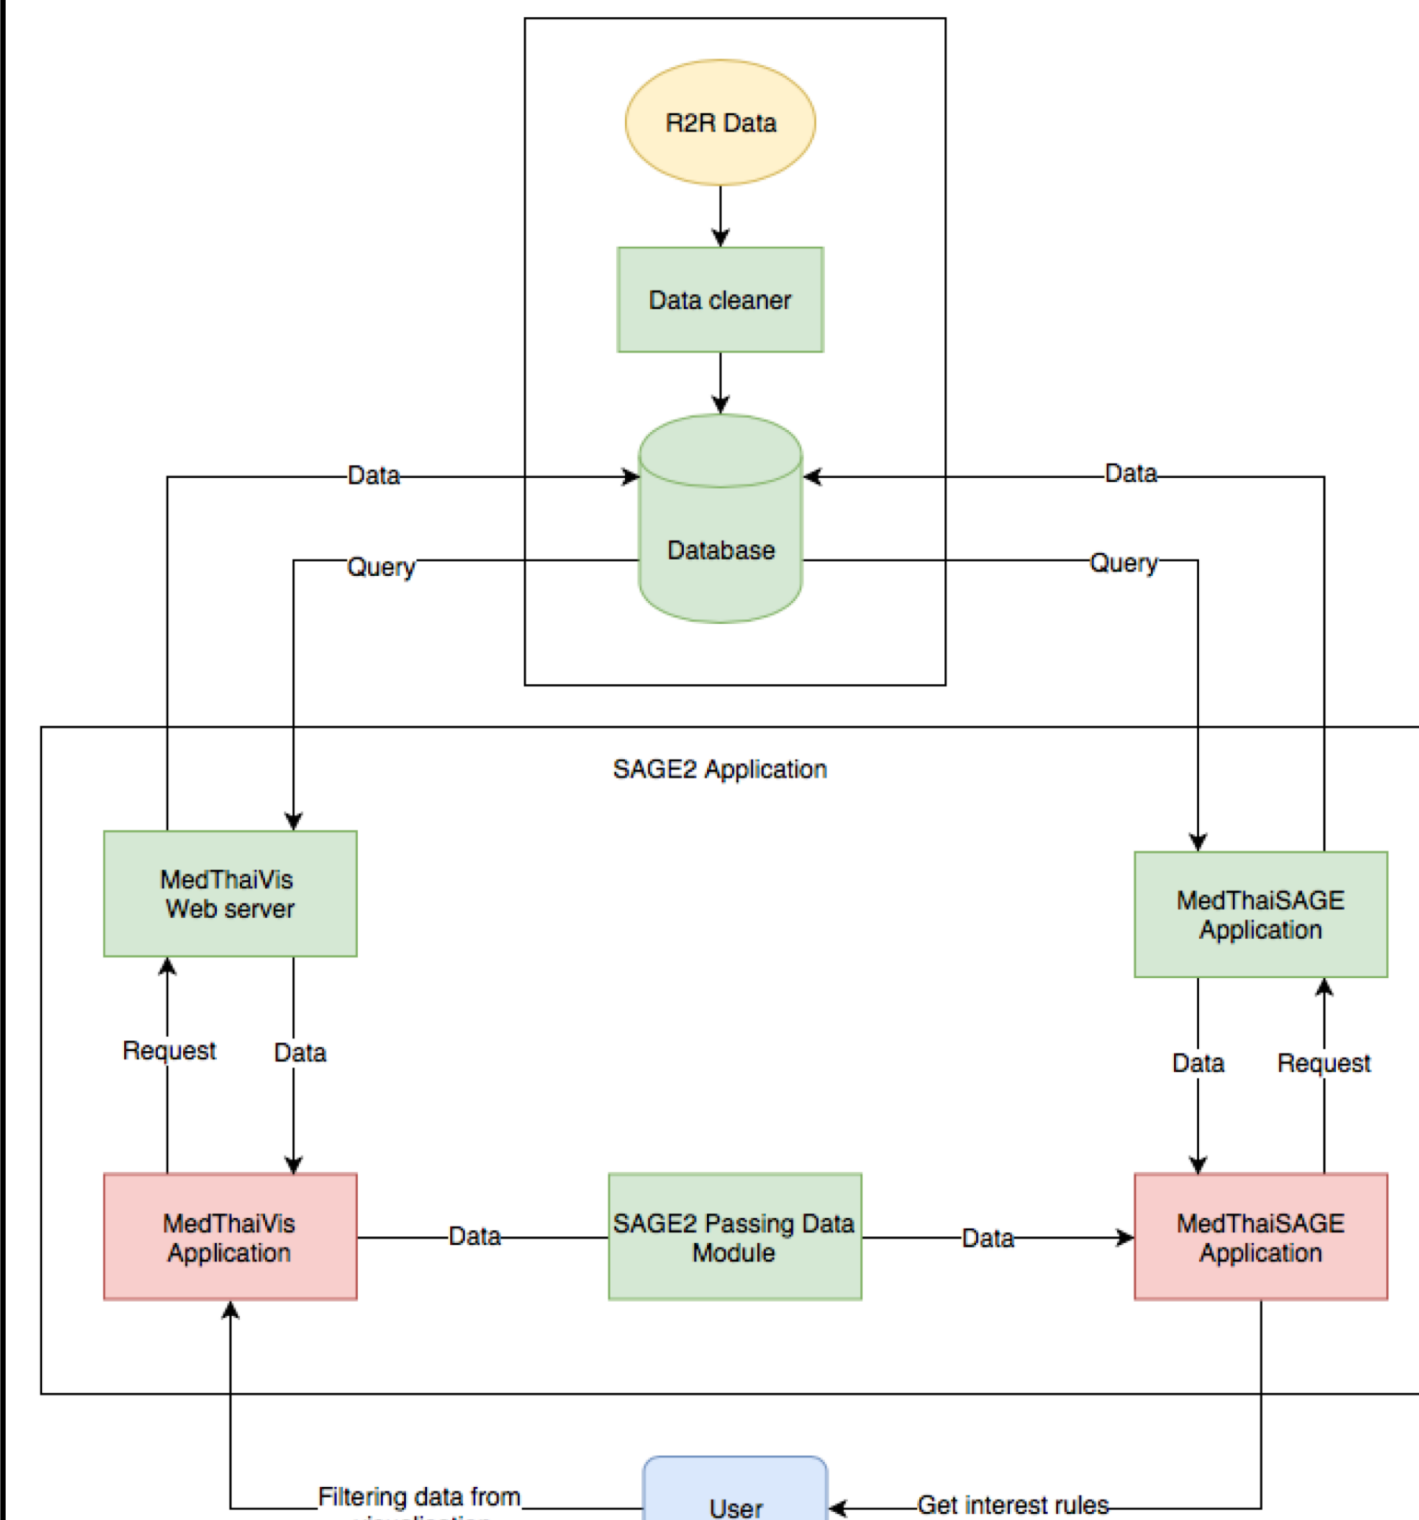 R2R Data
Data cleaner
Data
Data
Database
Query
Query
SAGE2 Application
MedThaiVis
Web server
MedThaiSAGE
Application
Request
Data
Data
Request
MedThaiVis
Application
Data
SAGE2 Passing Data
Module
Data
MedThaiSAGE
Application
Filtering data from
User
Get interest rules